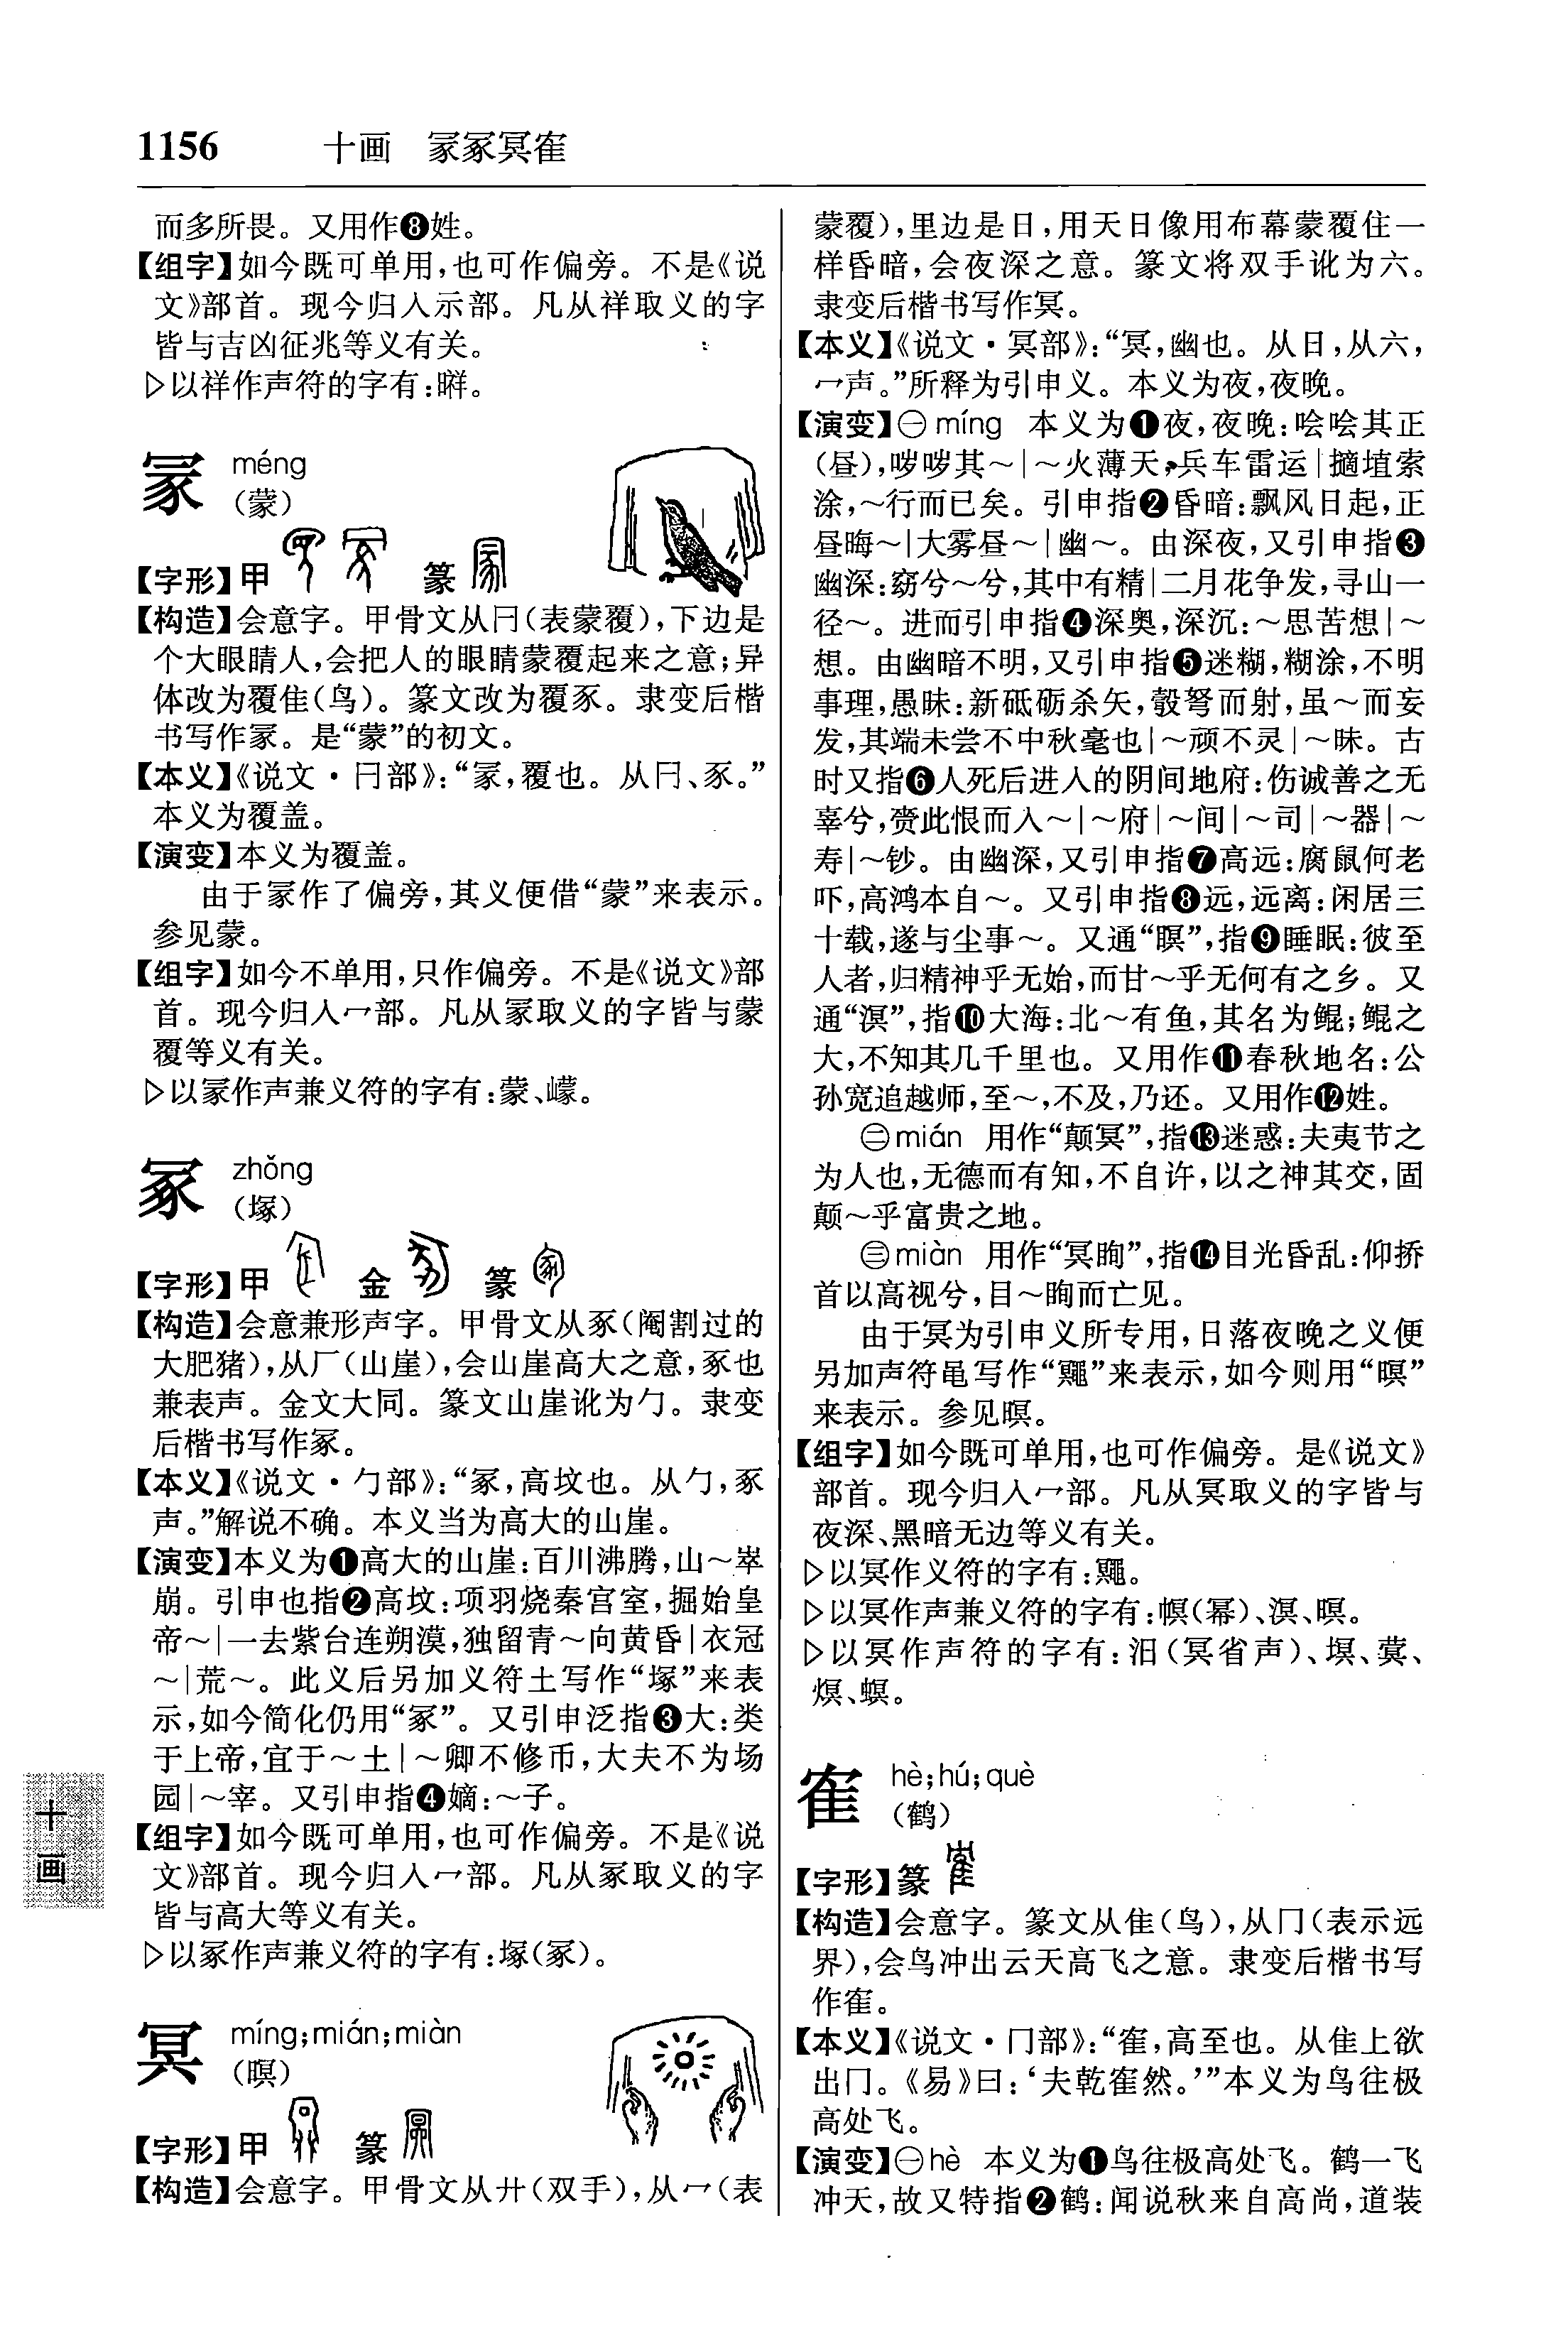 1156 十画 冡冢冥隺
而多所畏。又用作❽姓。
【组字】如今既可单用,也可作偏旁。不是《说
文》部首。现今归入示部。凡从祥取义的字
皆与吉凶征兆等义有关。
▷以祥作声符的字有:
冡 méng
(蒙)
【字形】甲 篆
【构造】会意字。甲骨文从冃(表蒙覆),下边是
个大眼睛人,会把人的眼睛蒙覆起来之意;异
体改为覆隹(鸟)。篆文改为覆豕。隶变后楷
书写作冡。是“蒙”的初文。
【本义】《说文·冃部》:“冡,覆也。从冃、豕。”
本义为覆盖。
【演变】本义为覆盖。
由于冡作了偏旁,其义便借“蒙”来表示。
参见蒙。
【组字】如今不单用,只作偏旁。不是《说文》部
首。现今归入冖部。凡从冡取义的字皆与蒙
覆等义有关。
▷以冡作声兼义符的字有:蒙、幪。
冢 zhǒng
(塚)
【字形】甲 金 篆
【构造】会意兼形声字。甲骨文从豖(阉割过的
大肥猪),从厂(山崖),会山崖高大之意,豖也
兼表声。金文大同。篆文山崖讹为勹。隶变
后楷书写作冢。
【本义】《说文·勹部》:“冢,高坟也。从勹,豖
声。”解说不确。本义当为高大的山崖。
【演变】本义为❶高大的山崖:百川沸腾,山～崒
崩。引申也指❷高坟:项羽烧秦宫室,掘始皇
帝～|一去紫台连朔漠,独留青～向黄昏|衣冠
～|荒～。此义后另加义符土写作“塚”来表
示,如今简化仍用“冢”。又引申泛指❸大:类
于上帝,宜于～土|～卿不修币,大夫不为场
园|～宰。又引申指❹嫡:～子。
【组字】如今既可单用,也可作偏旁。不是《说
文》部首。现今归入冖部。凡从冢取义的字
皆与高大等义有关。
▷以冢作声兼义符的字有:塚(冢)。
冥 míng;mián;miàn
(暝)
【字形】甲 篆
【构造】会意字。甲骨文从廾(双手),从冖(表
蒙覆),里边是日,用天日像用布幕蒙覆住一
样昏暗,会夜深之意。篆文将双手讹为六。
隶变后楷书写作冥。
【本义】《说文·冥部》:“冥,幽也。从日,从六,
冖声。”所释为引申义。本义为夜,夜晚。
【演变】㊀míng 本义为❶夜,夜晚:哙哙其正
(昼),哕哕其～|～火薄天,兵车雷运|擿埴索
涂,～行而已矣。引申指❷昏暗:飘风日起,正
昼晦～|大雾昼～|幽～。由深夜,又引申指❸
幽深:窈兮～兮,其中有精|二月花争发,寻山一
径～。进而引申指❹深奥,深沉:～思苦想|～
想。由幽暗不明,又引申指❺迷糊,糊涂,不明
事理,愚昧:新砥砺杀矢,彀弩而射,虽～而妄
发,其端未尝不中秋毫也|～顽不灵|～昧。古
时又指❻人死后进入的阴间地府:伤诚善之无
辜兮,赍此恨而入～|～府|～间|～司|～器|～
寿|～钞。由幽深,又引申指❼高远:腐鼠何老
吓,高鸿本自～。又引申指❽远,远离:闲居三
十载,遂与尘事～。又通“瞑”,指❾睡眠:彼至
人者,归精神乎无始,而甘～乎无何有之乡。又
通“溟”,指❿大海:北～有鱼,其名为鲲;鲲之
大,不知其几千里也。又用作⓫春秋地名:公
孙宽追越师,至～,不及,乃还。又用作⓬姓。
㊁mián 用作“颠冥”,指⓭迷惑:夫夷节之
为人也,无德而有知,不自许,以之神其交,固
颠～乎富贵之地。
㊂miàn 用作“冥眴”,指⓮目光昏乱:仰挢
首以高视兮,目～眴而亡见。
由于冥为引申义所专用,日落夜晚之义便
另加声符黾写作“鼆”来表示,如今则用“暝”
来表示。参见暝。
【组字】如今既可单用,也可作偏旁。是《说文》
部首。现今归入冖部。凡从冥取义的字皆与
夜深、黑暗无边等义有关。
▷以冥作义符的字有:鼆。
▷以冥作声兼义符的字有:幎(幂)、溟、暝。
▷以冥作声符的字有:汨(冥省声)、塓、蓂、
熐、螟。
隺 hè;hú;què
(鹤)
【字形】篆
【构造】会意字。篆文从隹(鸟),从冂(表示远
界),会鸟冲出云天高飞之意。隶变后楷书写
作隺。
【本义】《说文·冂部》:“隺,高至也。从隹上欲
出冂。《易》曰:‘夫乾隺然。’”本义为鸟往极
高处飞。
【演变】㊀hè 本义为❶鸟往极高处飞。鹤一飞
冲天,故又特指❷鹤:闻说秋来自高尚,道装
十画